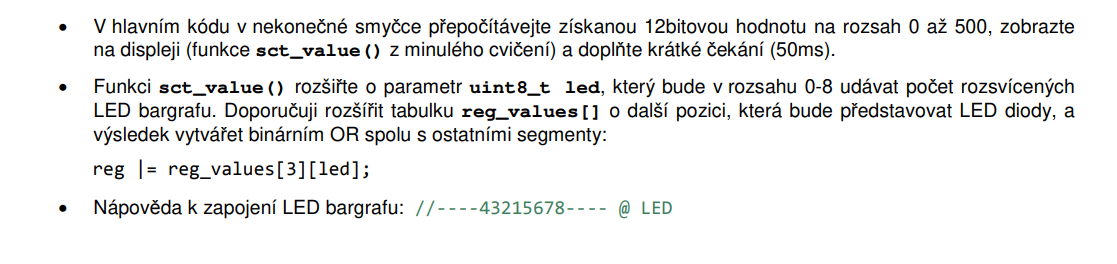 • V hlavním kódu v nekonečné smyčce přepočítávejte získanou 12bitovou hodnotu na rozsah 0 až 500, zobrazte
na displeji (funkce sct_value() z minulého cvičení) a doplňte krátké čekání (50ms).
• Funkci sct_value() rozšiřte o parametr uint8_t led, který bude v rozsahu 0-8 udávat počet rozsvícených
LED bargrafu. Doporučuji rozšířit tabulku reg_values[] o další pozici, která bude představovat LED diody, a
výsledek vytvářet binárním OR spolu s ostatními segmenty:
reg |= reg_values[3][led];
• Nápověda k zapojení LED bargrafu: //----43215678---- @ LED